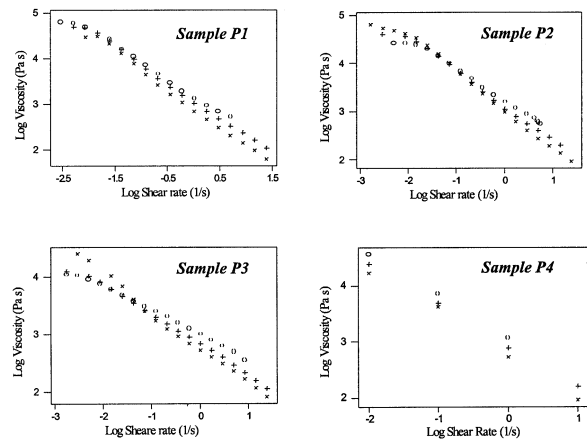 Sample P1
Log Viscosity (Pa s)
5
4
3
2
-2.5 -1.5 -0.5 0.5 1.5
Log Shear rate (1/s)
Sample P2
Log Viscosity (Pa s)
5
4
3
2
-2 -1 0 1
Log Sheare rate (1/s)
Sample P3
Log Viscosity (Pa s)
4
3
2
-3 -2 -1 0 1
Log Sheare rate (1/s)
Sample P4
Log Viscosity (Pa s)
4
3
2
-2 -1 0 1
Log Shear Rate (1/s)